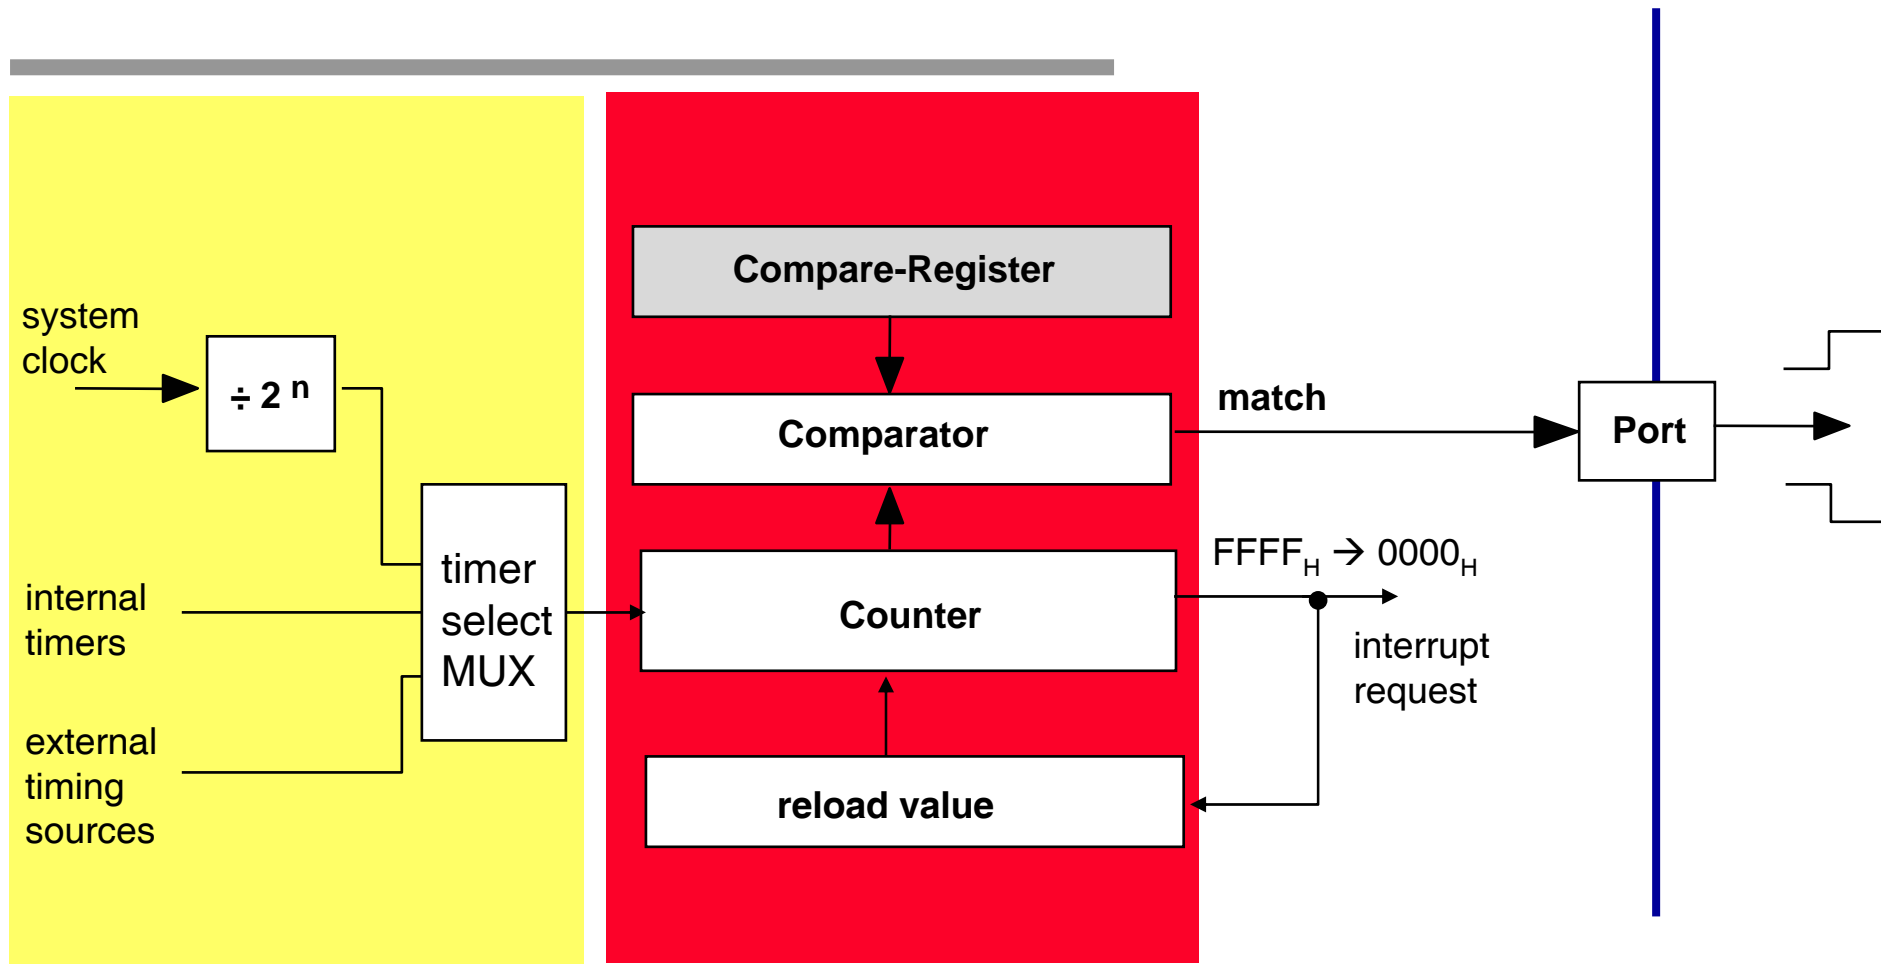 system
clock
÷ 2 n
internal
timers
external
timing
sources
timer
select
MUX
Compare-Register
Comparator
Counter
reload value
match
FFFFH → 0000H
interrupt
request
Port